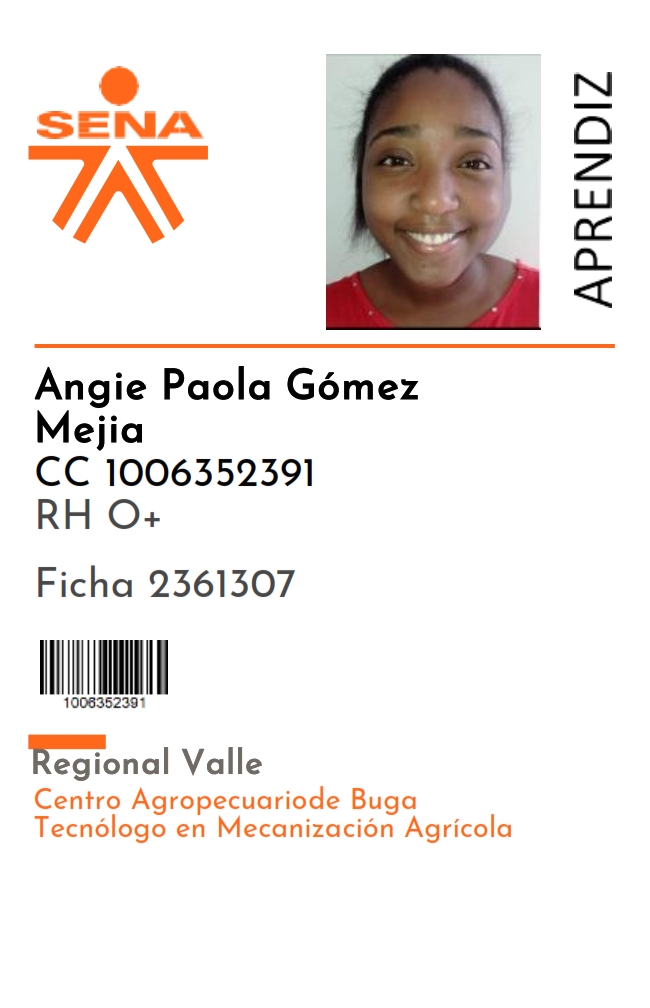 SENA
APRENDIZ
Angie Paola Gómez
Mejia
CC 1006352391
RH O+
Ficha 2361307
1006352391
Regional Valle
Centro Agropecuariode Buga
Tecnólogo en Mecanización Agrícola